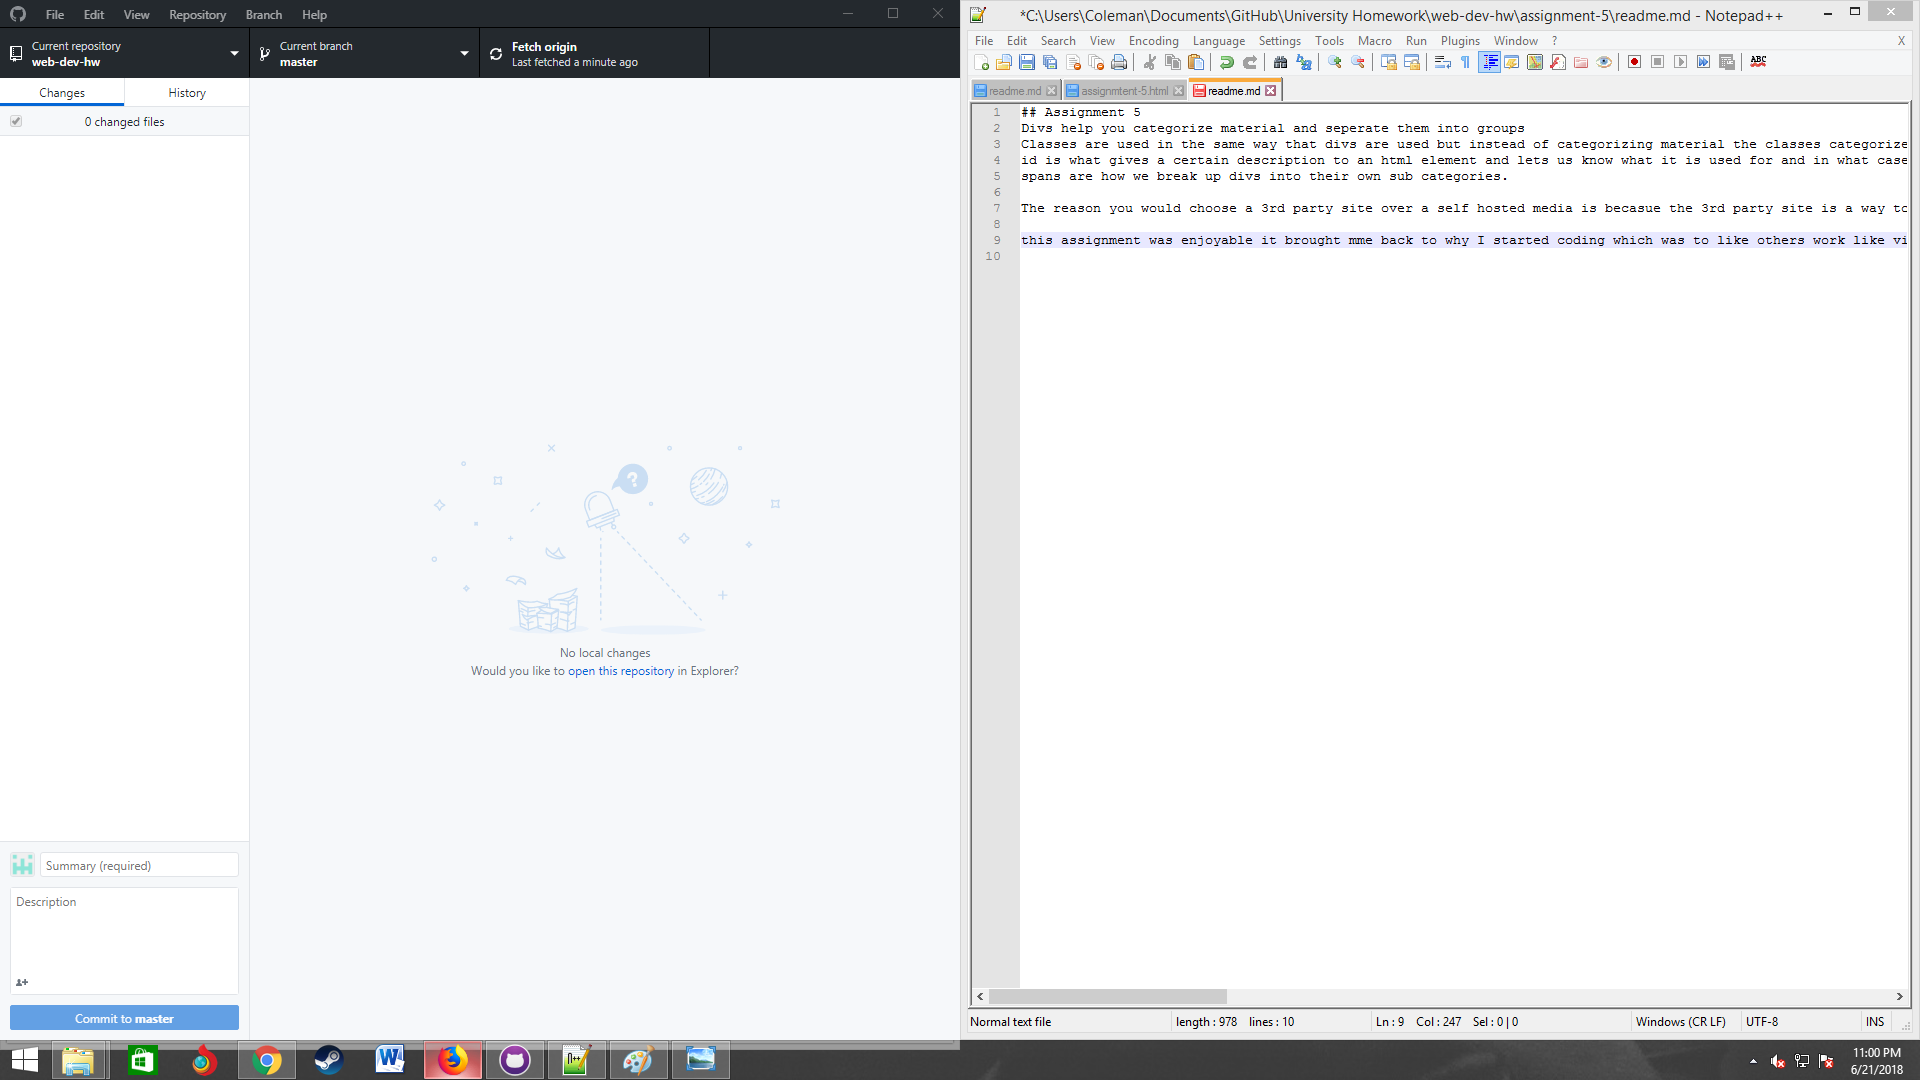 File Edit View Repository Branch Help
Current repository
web-dev-hw
Current branch
master
Fetch origin
Last fetched a minute ago
Changes History
0 changed files
?
No local changes
Would you like to open this repository in Explorer?
Summary (required)
Description
Commit to master
*C:\Users\Coleman\Documents\GitHub\University Homework\web-dev-hw\assignment-5\readme.md - Notepad++
File Edit Search View Encoding Language Settings Tools Macro Run Plugins Window ? X
ABC
readme.md assignmtent-5.html readme.md
1 ## Assignment 5
2 Divs help you categorize material and seperate them into groups
3 Classes are used in the same way that divs are used but instead of categorizing material the classes categorize
4 id is what gives a certain description to an html element and lets us know what it is used for and in what case
5 spans are how we break up divs into their own sub categories.
6
7 The reason you would choose a 3rd party site over a self hosted media is becasue the 3rd party site is a way to
8
9 this assignment was enjoyable it brought mme back to why I started coding which was to like others work like vi
10
Normal text file length : 978 lines : 10 Ln : 9 Col : 247 Sel : 0 | 0 Windows (CR LF) UTF-8 INS
11:00 PM
6/21/2018